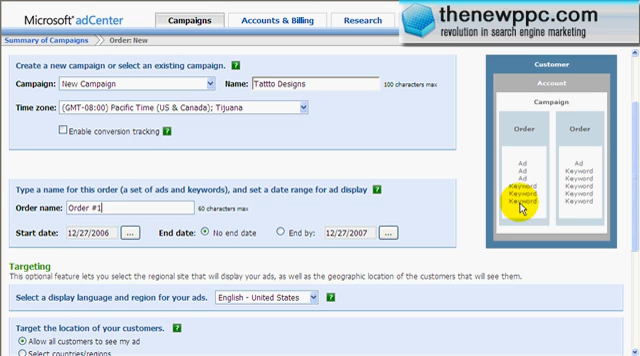 Microsoft® adCenter
Campaigns
Accounts & Billing
Research
thenewppc.com
revolution in search engine marketing
Summary of Campaigns
Order: New
Create a new campaign or select an existing campaign. ?
Campaign: New Campaign Name: Tattto Designs 100 characters max
Time zone: (GMT-08:00) Pacific Time (US & Canada); Tijuana
Enable conversion tracking ?
Type a name for this order (a set of ads and keywords), and set a date range for ad display
Order name: Order #1 60 characters max
Start date: 12/27/2006 ... End date: No end date End by: 12/27/2007 ... ?
Customer
Account
Campaign
Order Order
Ad Ad
Ad Keyword
Ad Keyword
Keyword Keyword
Keyword Keyword
Keyword Keyword
Targeting
This optional feature lets you select the regional site that will display your ads, as well as the geographic location of the customers that will see them.
Select a display language and region for your ads. English - United States ?
Target the location of your customers. ?
Allow all customers to see my ad
Select countries/regions